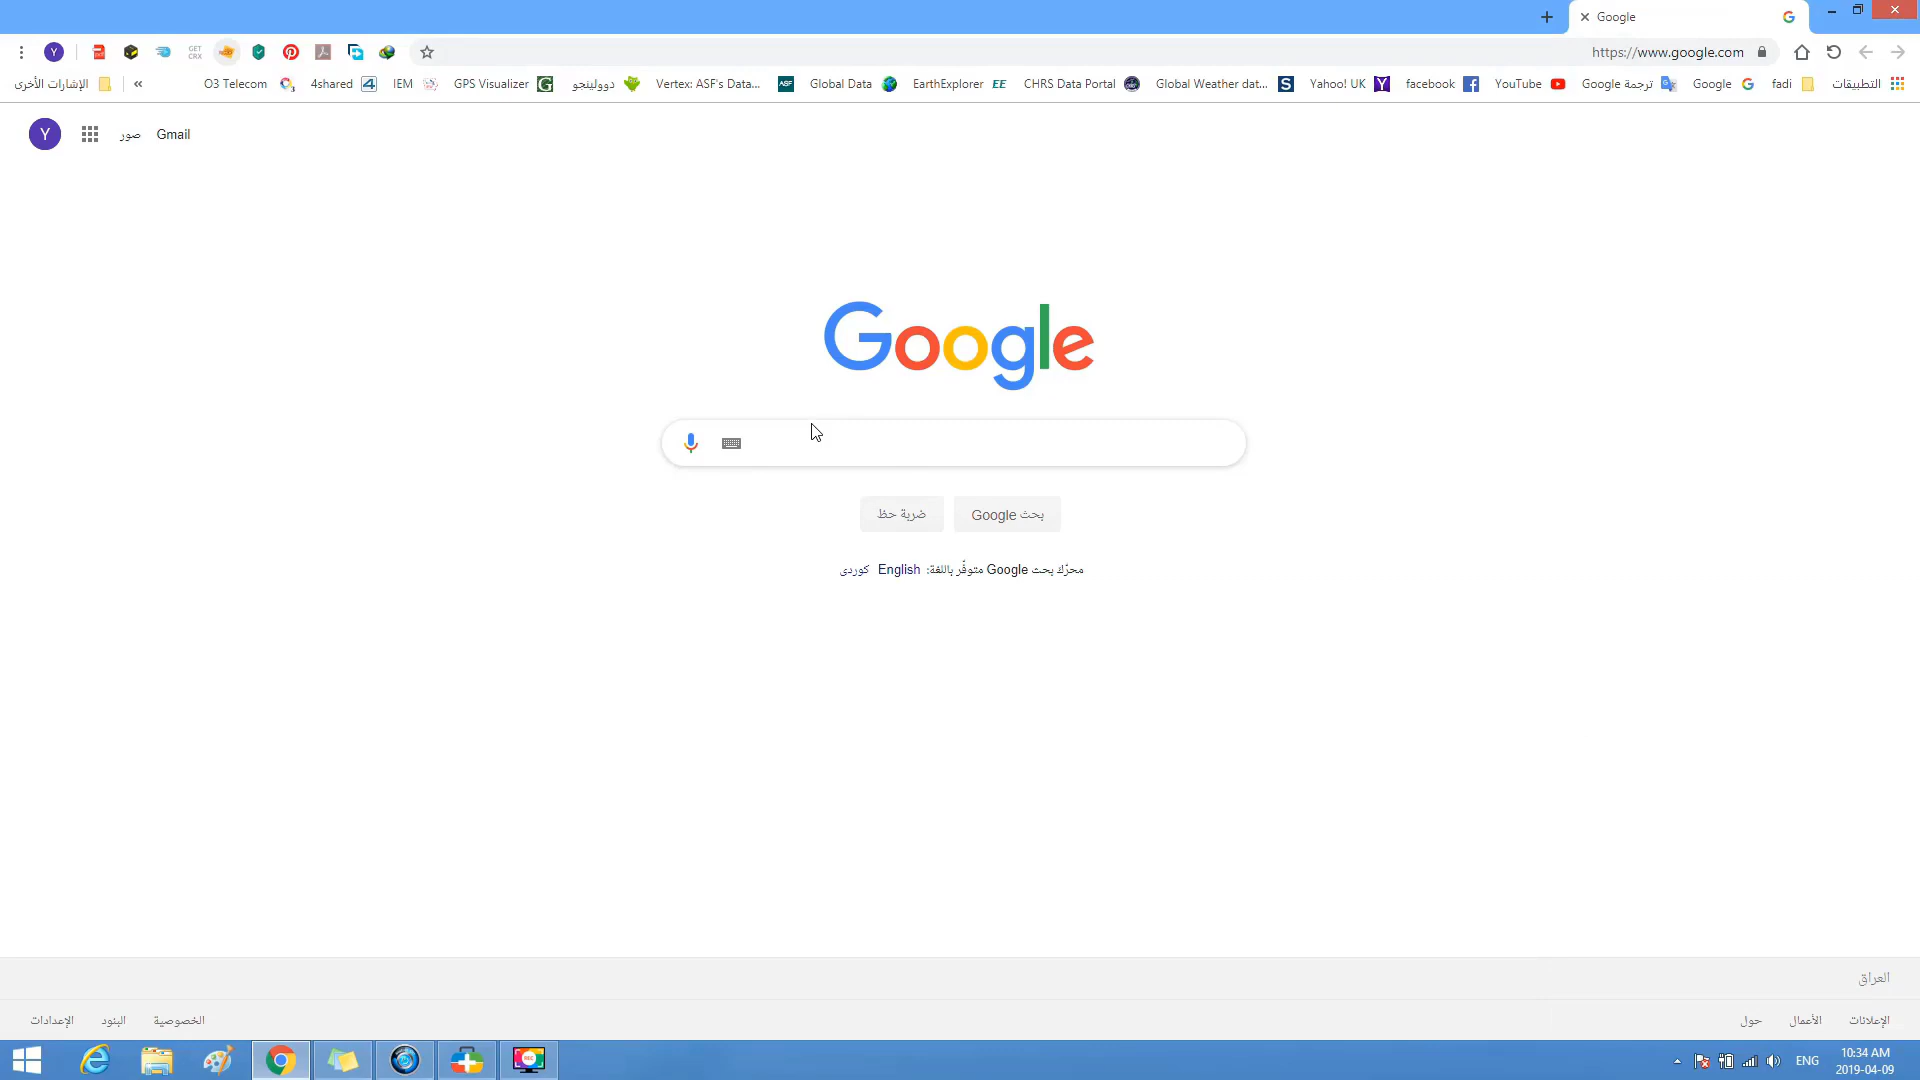 Google
https://www.google.com
التطبيقات
fadi
Google
ترجمة Google
YouTube
facebook
Yahoo! UK
Global Weather dat...
CHRS Data Portal
EarthExplorer
Global Data
Vertex: ASF's Data...
دوولينجو
GPS Visualizer
IEM
4shared
O3 Telecom
الإشارات الأخرى
Gmail
صور
Y
Google
بحث Google
ضربة حظ
محرّك بحث Google متوفّر باللغة: English كوردی
العراق
الإعلانات
الأعمال
حول
الخصوصية
البنود
الإعدادات
ENG
10:34 AM
2019-04-09